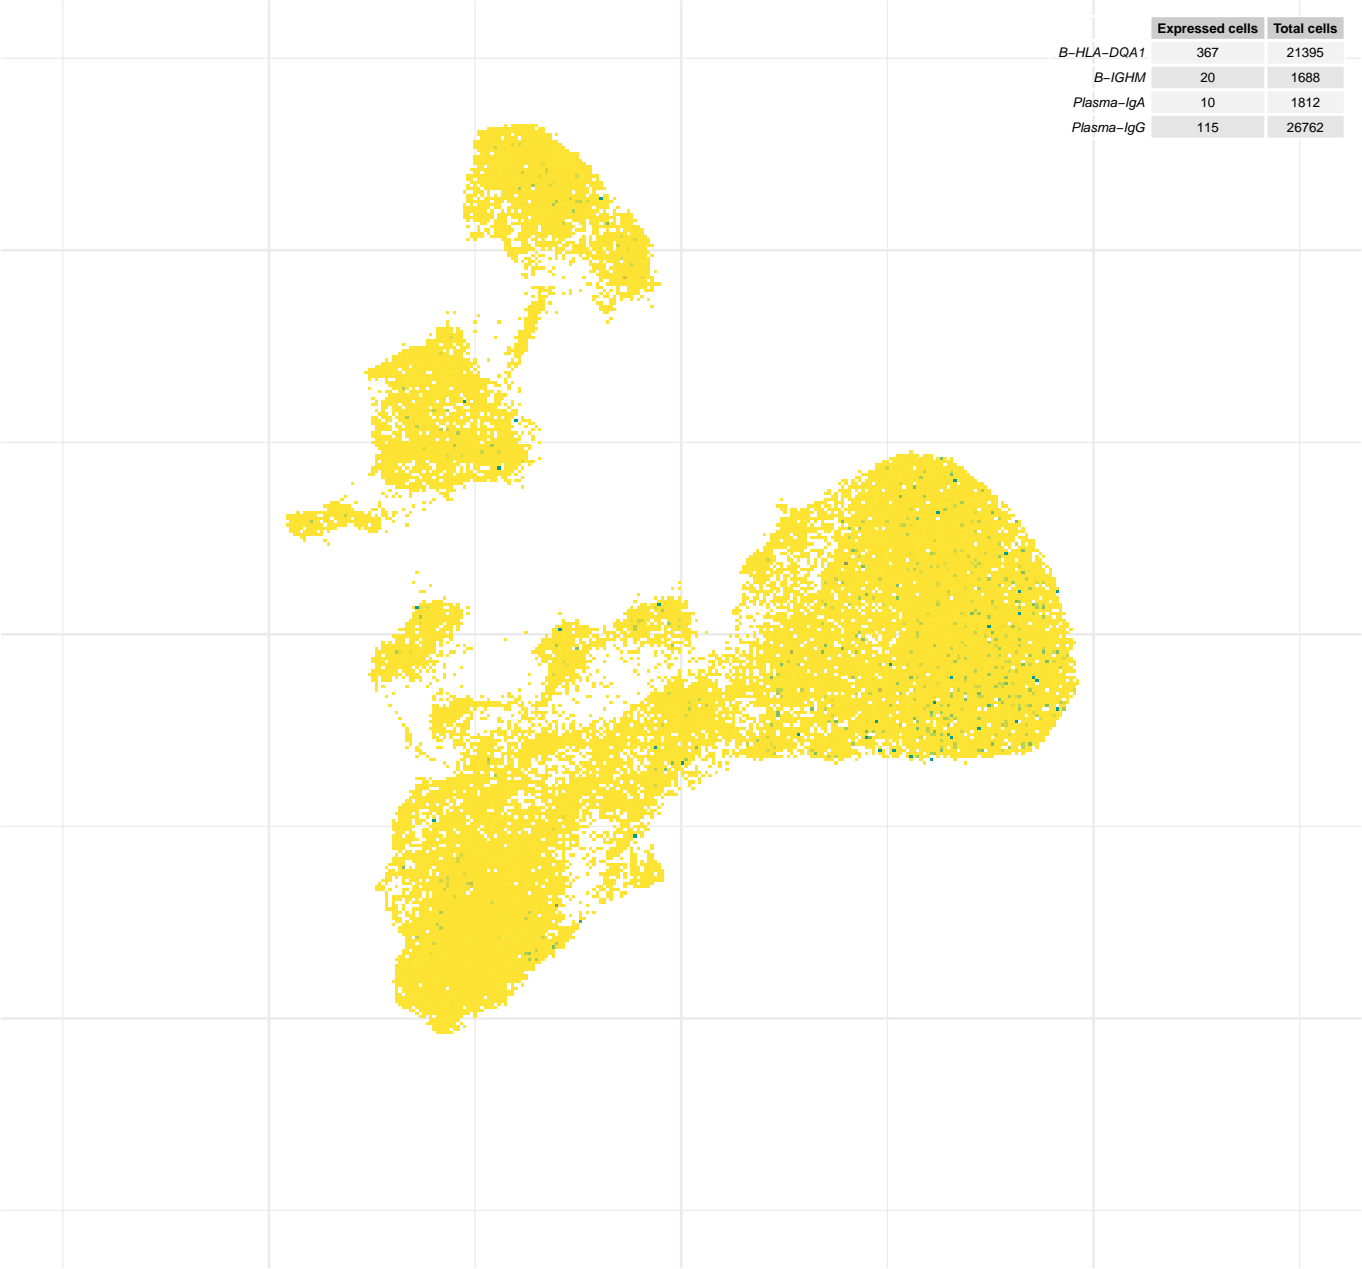 Expressed cells Total cells
B−HLA−DQA1 367 21395
B−IGHM 20 1688
Plasma−IgA 10 1812
Plasma−IgG 115 26762